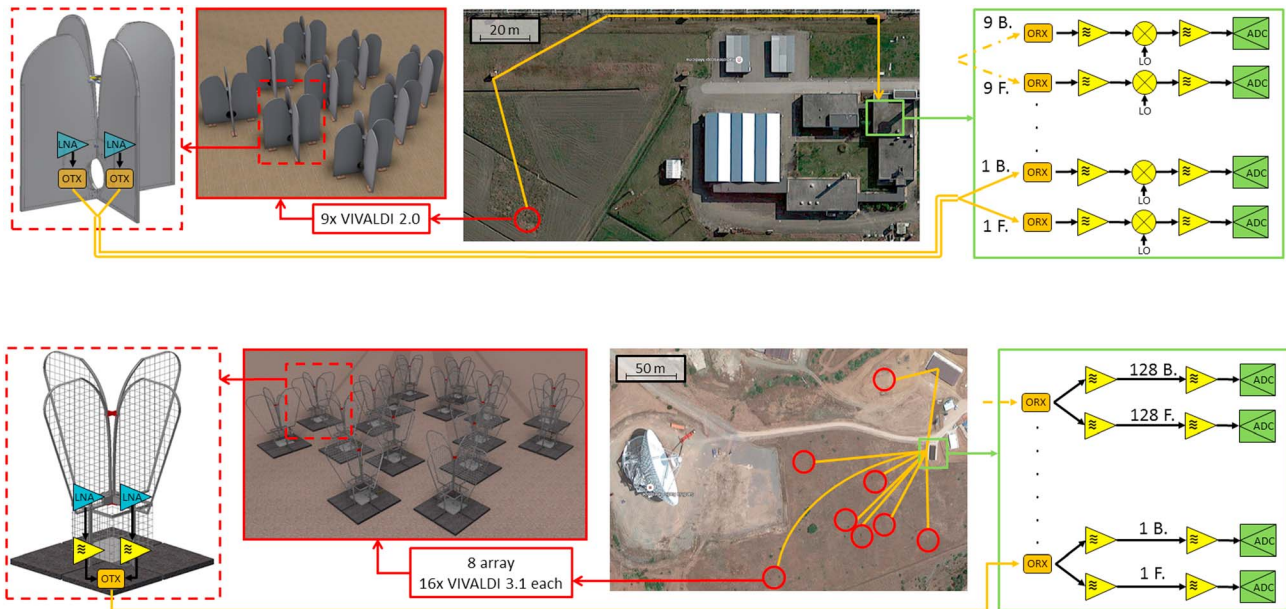 LNA
LNA
OTX
OTX
9x VIVALDI 2.0
20 m
9 B.
ORX
LO
ADC
9 F.
ORX
LO
ADC
1 B.
ORX
LO
ADC
1 F.
ORX
LO
ADC
LNA
LNA
OTX
8 array
16x VIVALDI 3.1 each
50 m
ORX
128 B.
ADC
128 F.
ADC
ORX
1 B.
ADC
1 F.
ADC